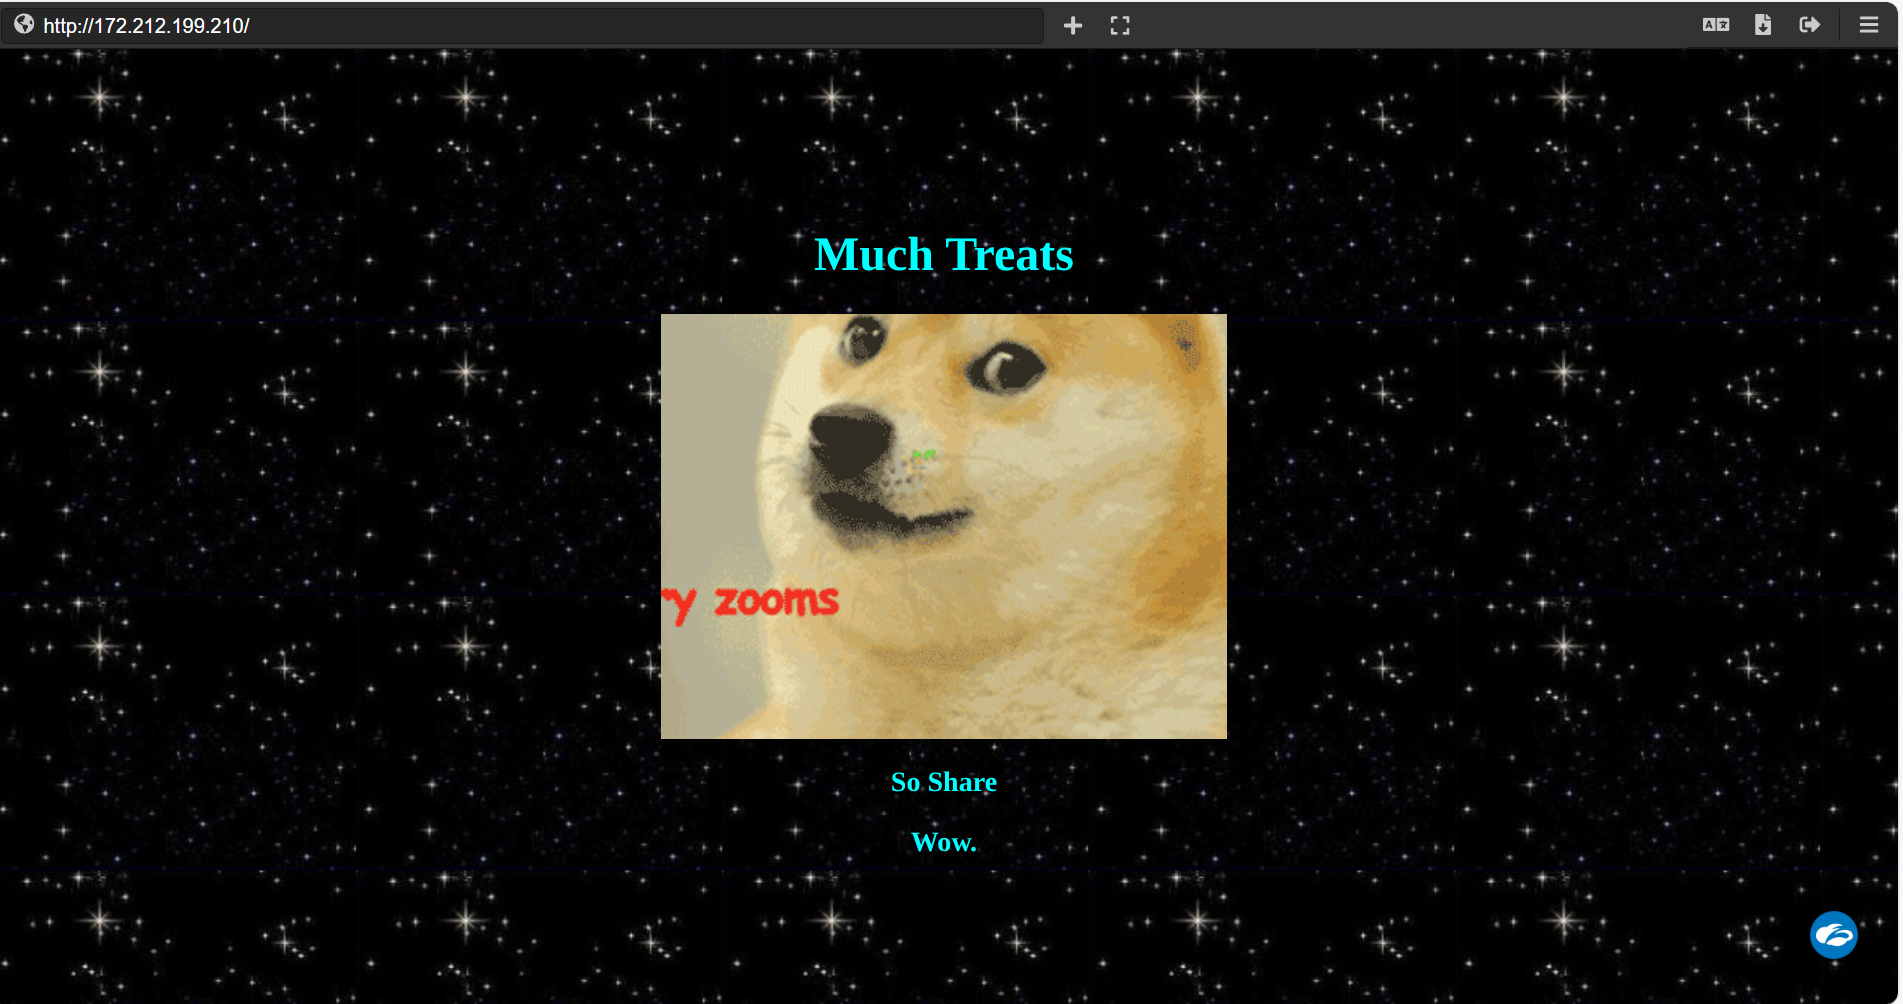 http://172.212.199.210/
Much Treats
zooms
So Share
Wow.